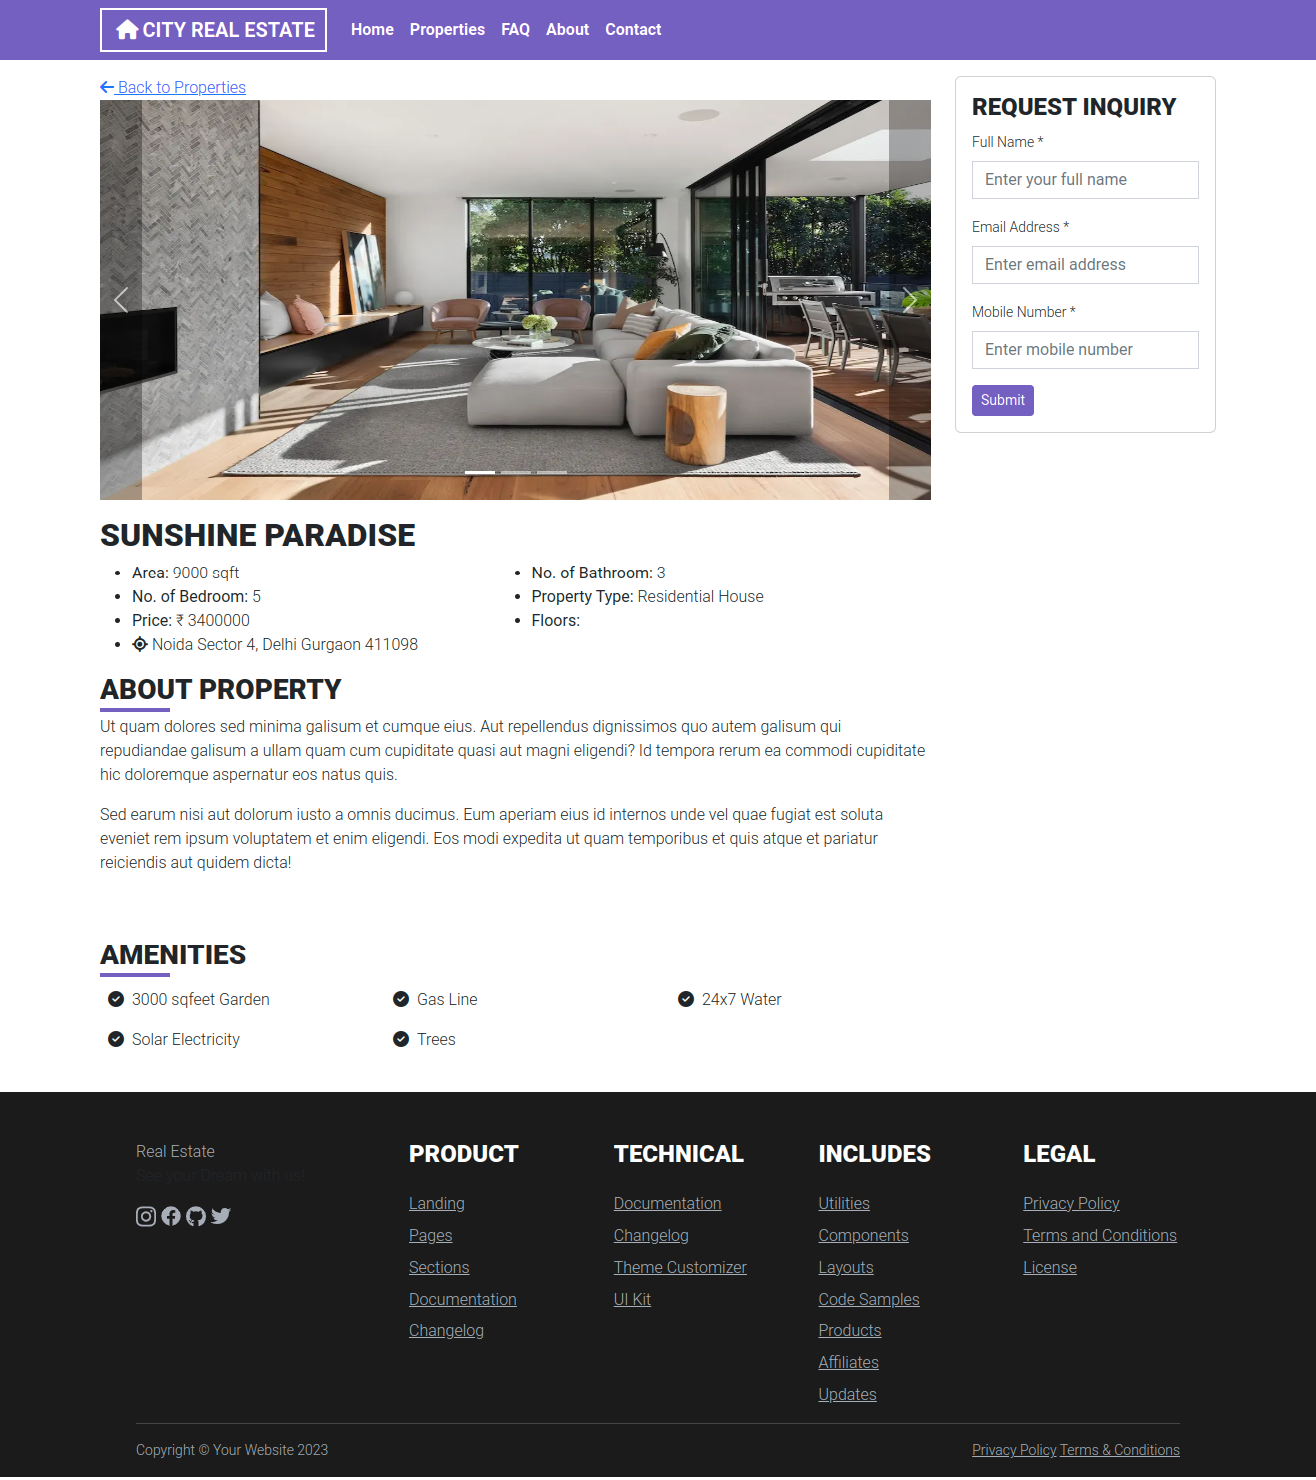 CITY REAL ESTATE
Home Properties FAQ About Contact
Back to Properties
REQUEST INQUIRY
Full Name *
Enter your full name
Email Address *
Enter email address
Mobile Number *
Enter mobile number
Submit
SUNSHINE PARADISE
Area: 9000 sqft
No. of Bedroom: 5
Price: ₹ 3400000
Noida Sector 4, Delhi Gurgaon 411098
No. of Bathroom: 3
Property Type: Residential House
Floors:
ABOUT PROPERTY
Ut quam dolores sed minima galisum et cumque eius. Aut repellendus dignissimos quo autem galisum qui
repudiandae galisum a ullam quam cum cupiditate quasi aut magni eligendi? Id tempora rerum ea commodi cupiditate
hic doloremque aspernatur eos natus quis.
Sed earum nisi aut dolorum iusto a omnis ducimus. Eum aperiam eius id internos unde vel quae fugiat est soluta
eveniet rem ipsum voluptatem et enim eligendi. Eos modi expedita ut quam temporibus et quis atque et pariatur
reiciendis aut quidem dicta!
AMENITIES
3000 sqfeet Garden
Gas Line
24x7 Water
Solar Electricity
Trees
Real Estate
See your Dream with us!
PRODUCT
Landing
Pages
Sections
Documentation
Changelog
TECHNICAL
Documentation
Changelog
Theme Customizer
UI Kit
INCLUDES
Utilities
Components
Layouts
Code Samples
Products
Affiliates
Updates
LEGAL
Privacy Policy
Terms and Conditions
License
Copyright © Your Website 2023
Privacy Policy Terms & Conditions